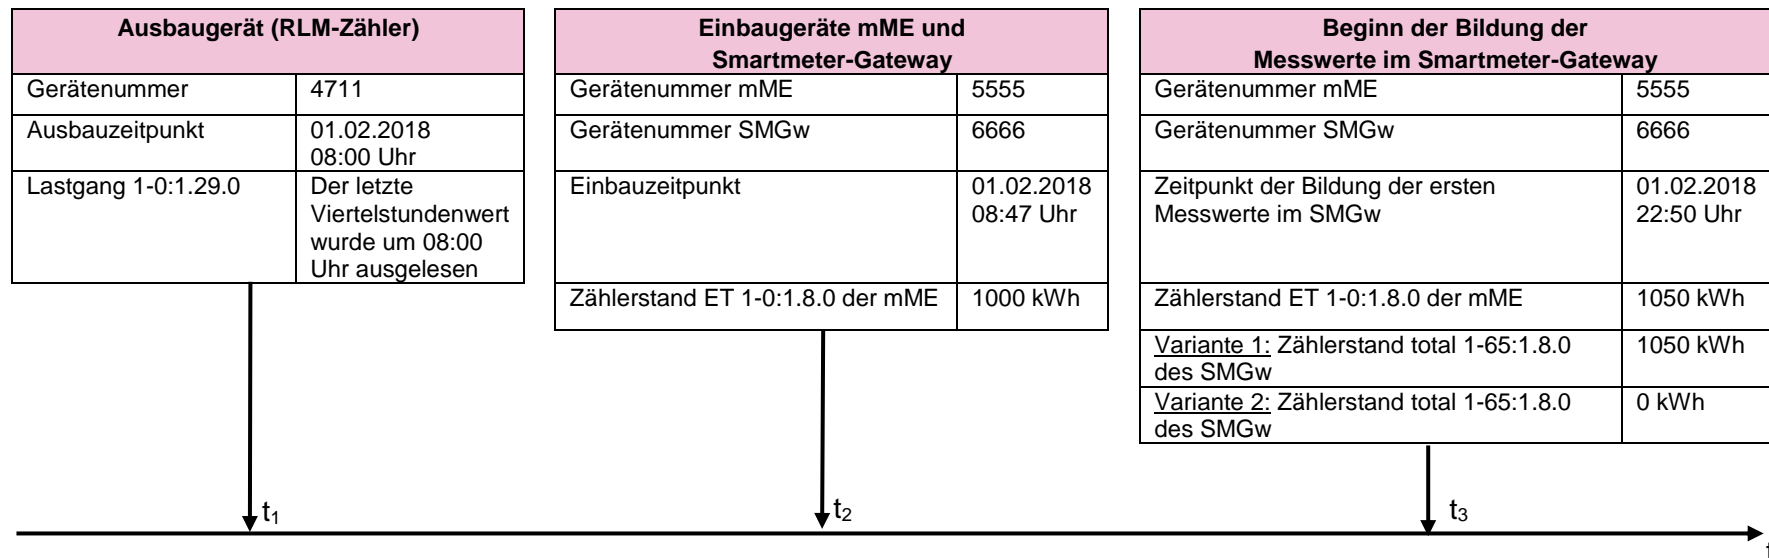 Ausbaugerät (RLM-Zähler)
Gerätenummer 4711
Ausbauzeitpunkt 01.02.2018
08:00 Uhr
Lastgang 1-0:1.29.0 Der letzte
Viertelstundenwert
wurde um 08:00
Uhr ausgelesen
t1
Einbaugeräte mME und
Smartmeter-Gateway
Gerätenummer mME 5555
Gerätenummer SMGw 6666
Einbauzeitpunkt 01.02.2018
08:47 Uhr
Zählerstand ET 1-0:1.8.0 der mME 1000 kWh
t2
Beginn der Bildung der
Messwerte im Smartmeter-Gateway
Gerätenummer mME 5555
Gerätenummer SMGw 6666
Zeitpunkt der Bildung der ersten 01.02.2018
Messwerte im SMGw 22:50 Uhr
Zählerstand ET 1-0:1.8.0 der mME 1050 kWh
Variante 1: Zählerstand total 1-65:1.8.0 1050 kWh
des SMGw
Variante 2: Zählerstand total 1-65:1.8.0 0 kWh
des SMGw
t3
t